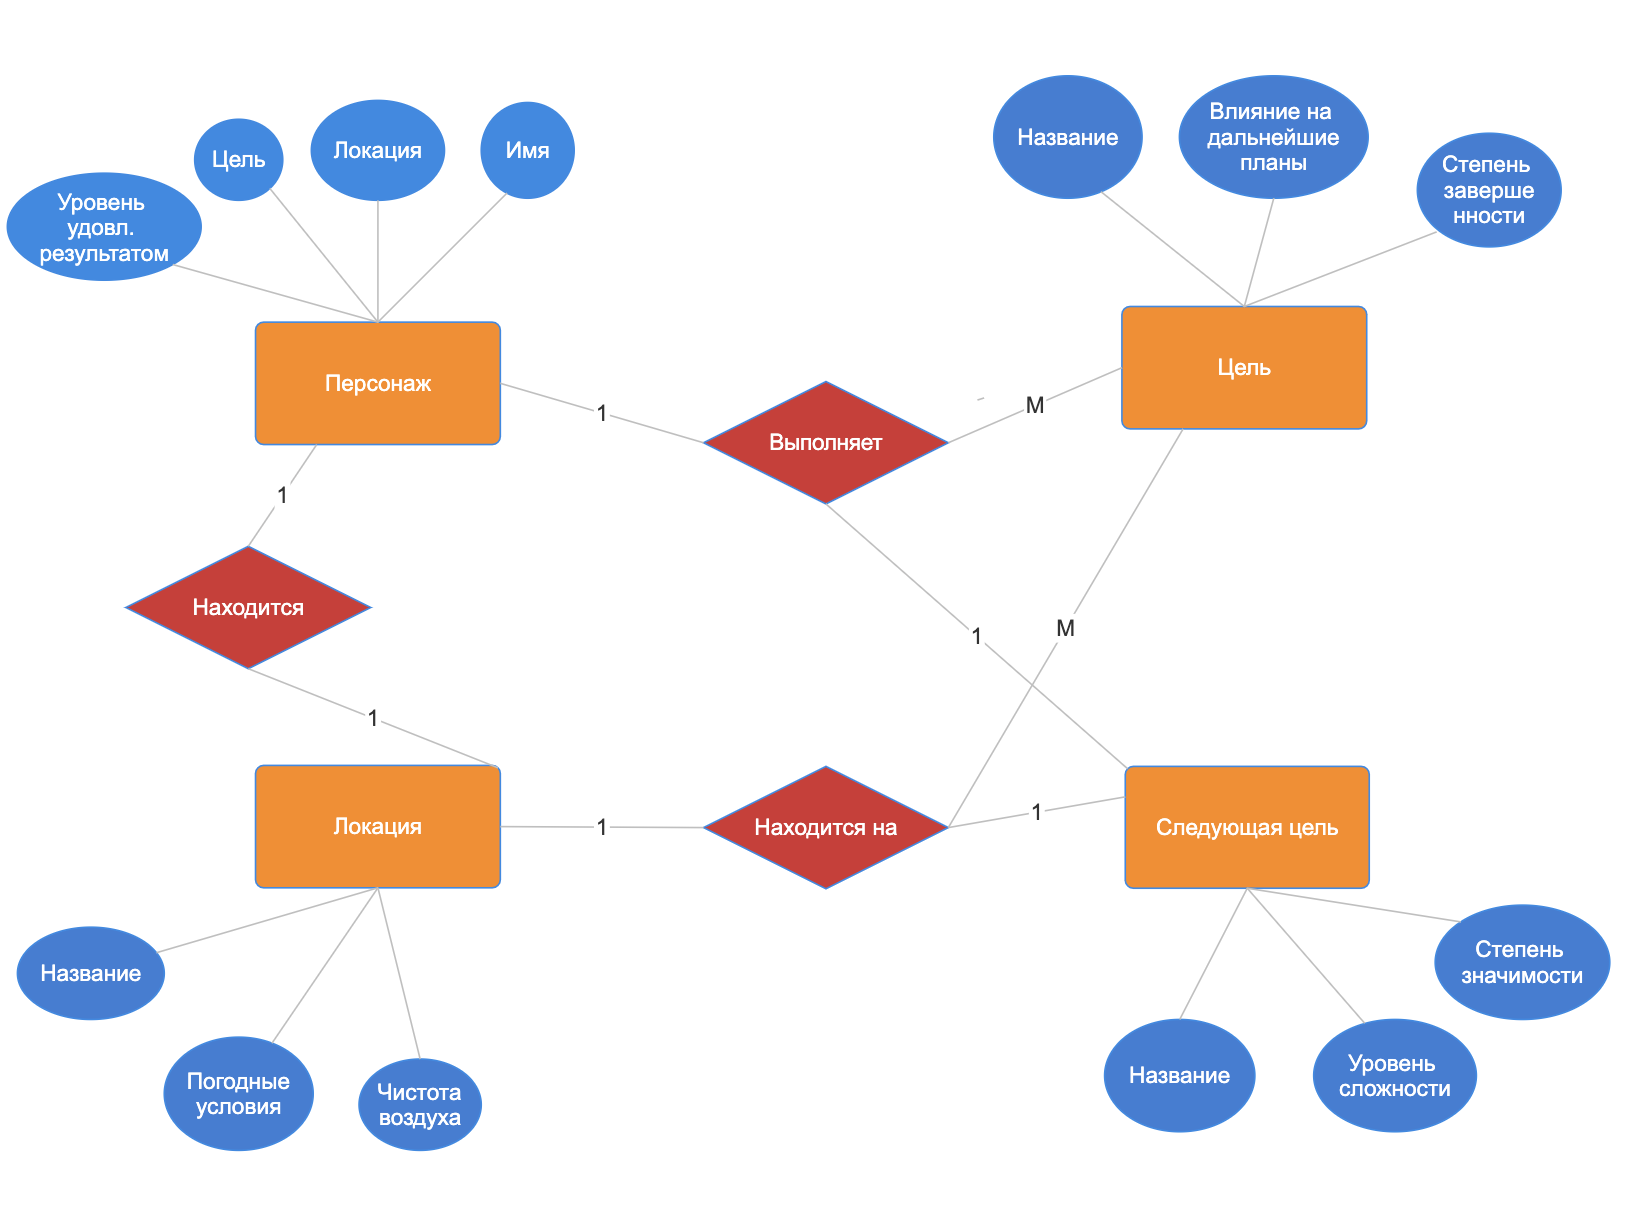 Уровень
удовл.
результатом
Цель
Локация
Имя
Название
Влияние на
дальнейшие
планы
Степень
заверше
нности
Персонаж
1
Выполняет
М
Цель
1
Находится
1
1
М
Локация
1
Находится на
1
Следующая цель
Название
Погодные
условия
Чистота
воздуха
Название
Уровень
сложности
Степень
значимости